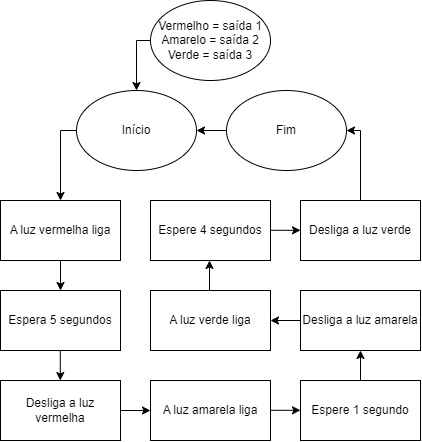 Vermelho = saída 1
Amarelo = saída 2
Verde = saída 3
Início
Fim
A luz vermelha liga
Espere 4 segundos
Desliga a luz verde
Espera 5 segundos
A luz verde liga
Desliga a luz amarela
Desliga a luz
vermelha
A luz amarela liga
Espere 1 segundo